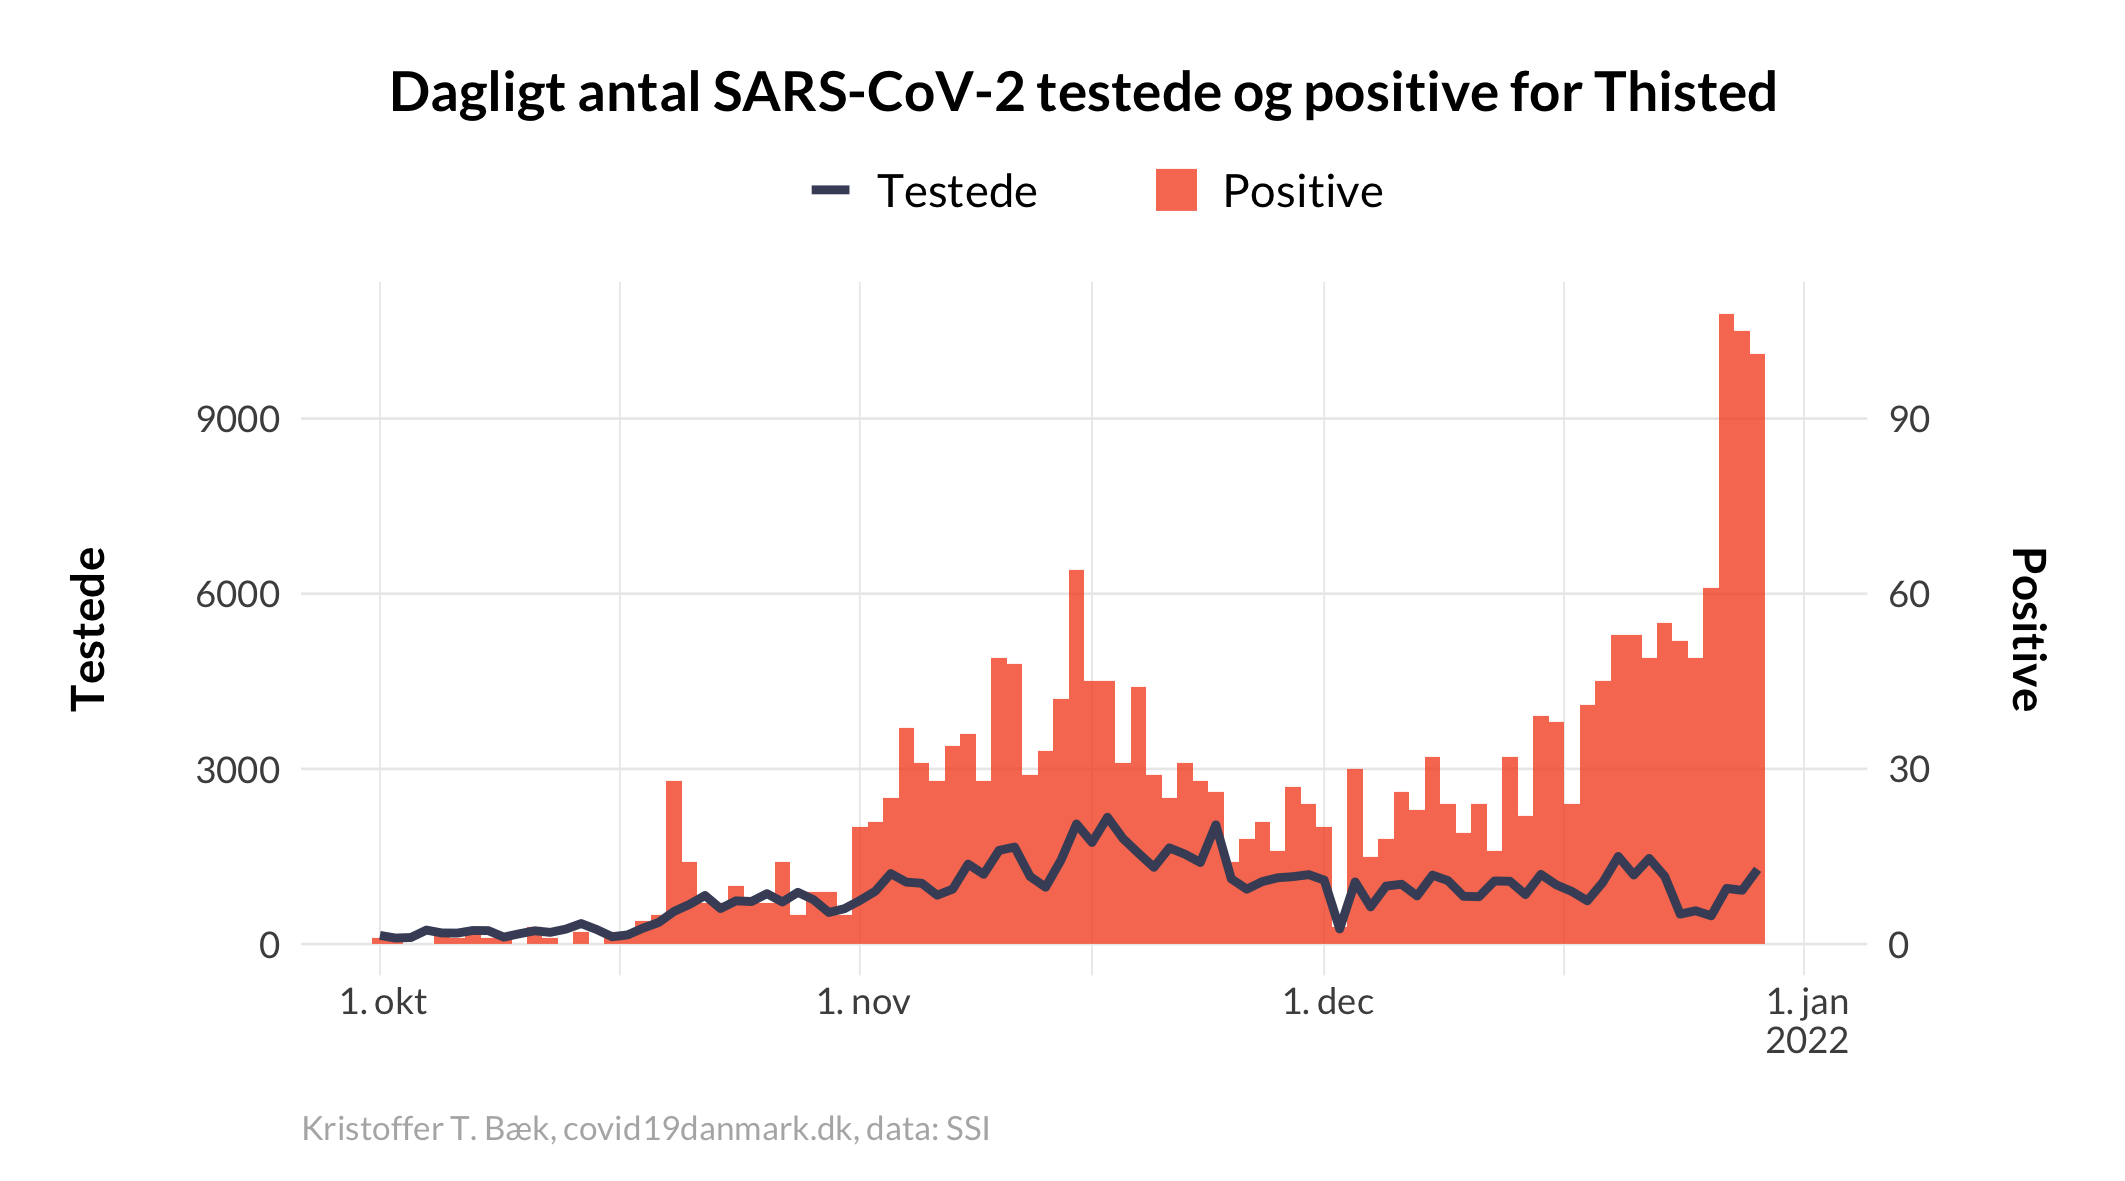 Dagligt antal SARS-CoV-2 testede og positive for Thisted
Testede
Positive
9000
6000
3000
0
Testede
90
60
30
0
Positive
1. okt
1. nov
1. dec
1. jan
2022
Kristoffer T. Bæk, covid19danmark.dk, data: SSI